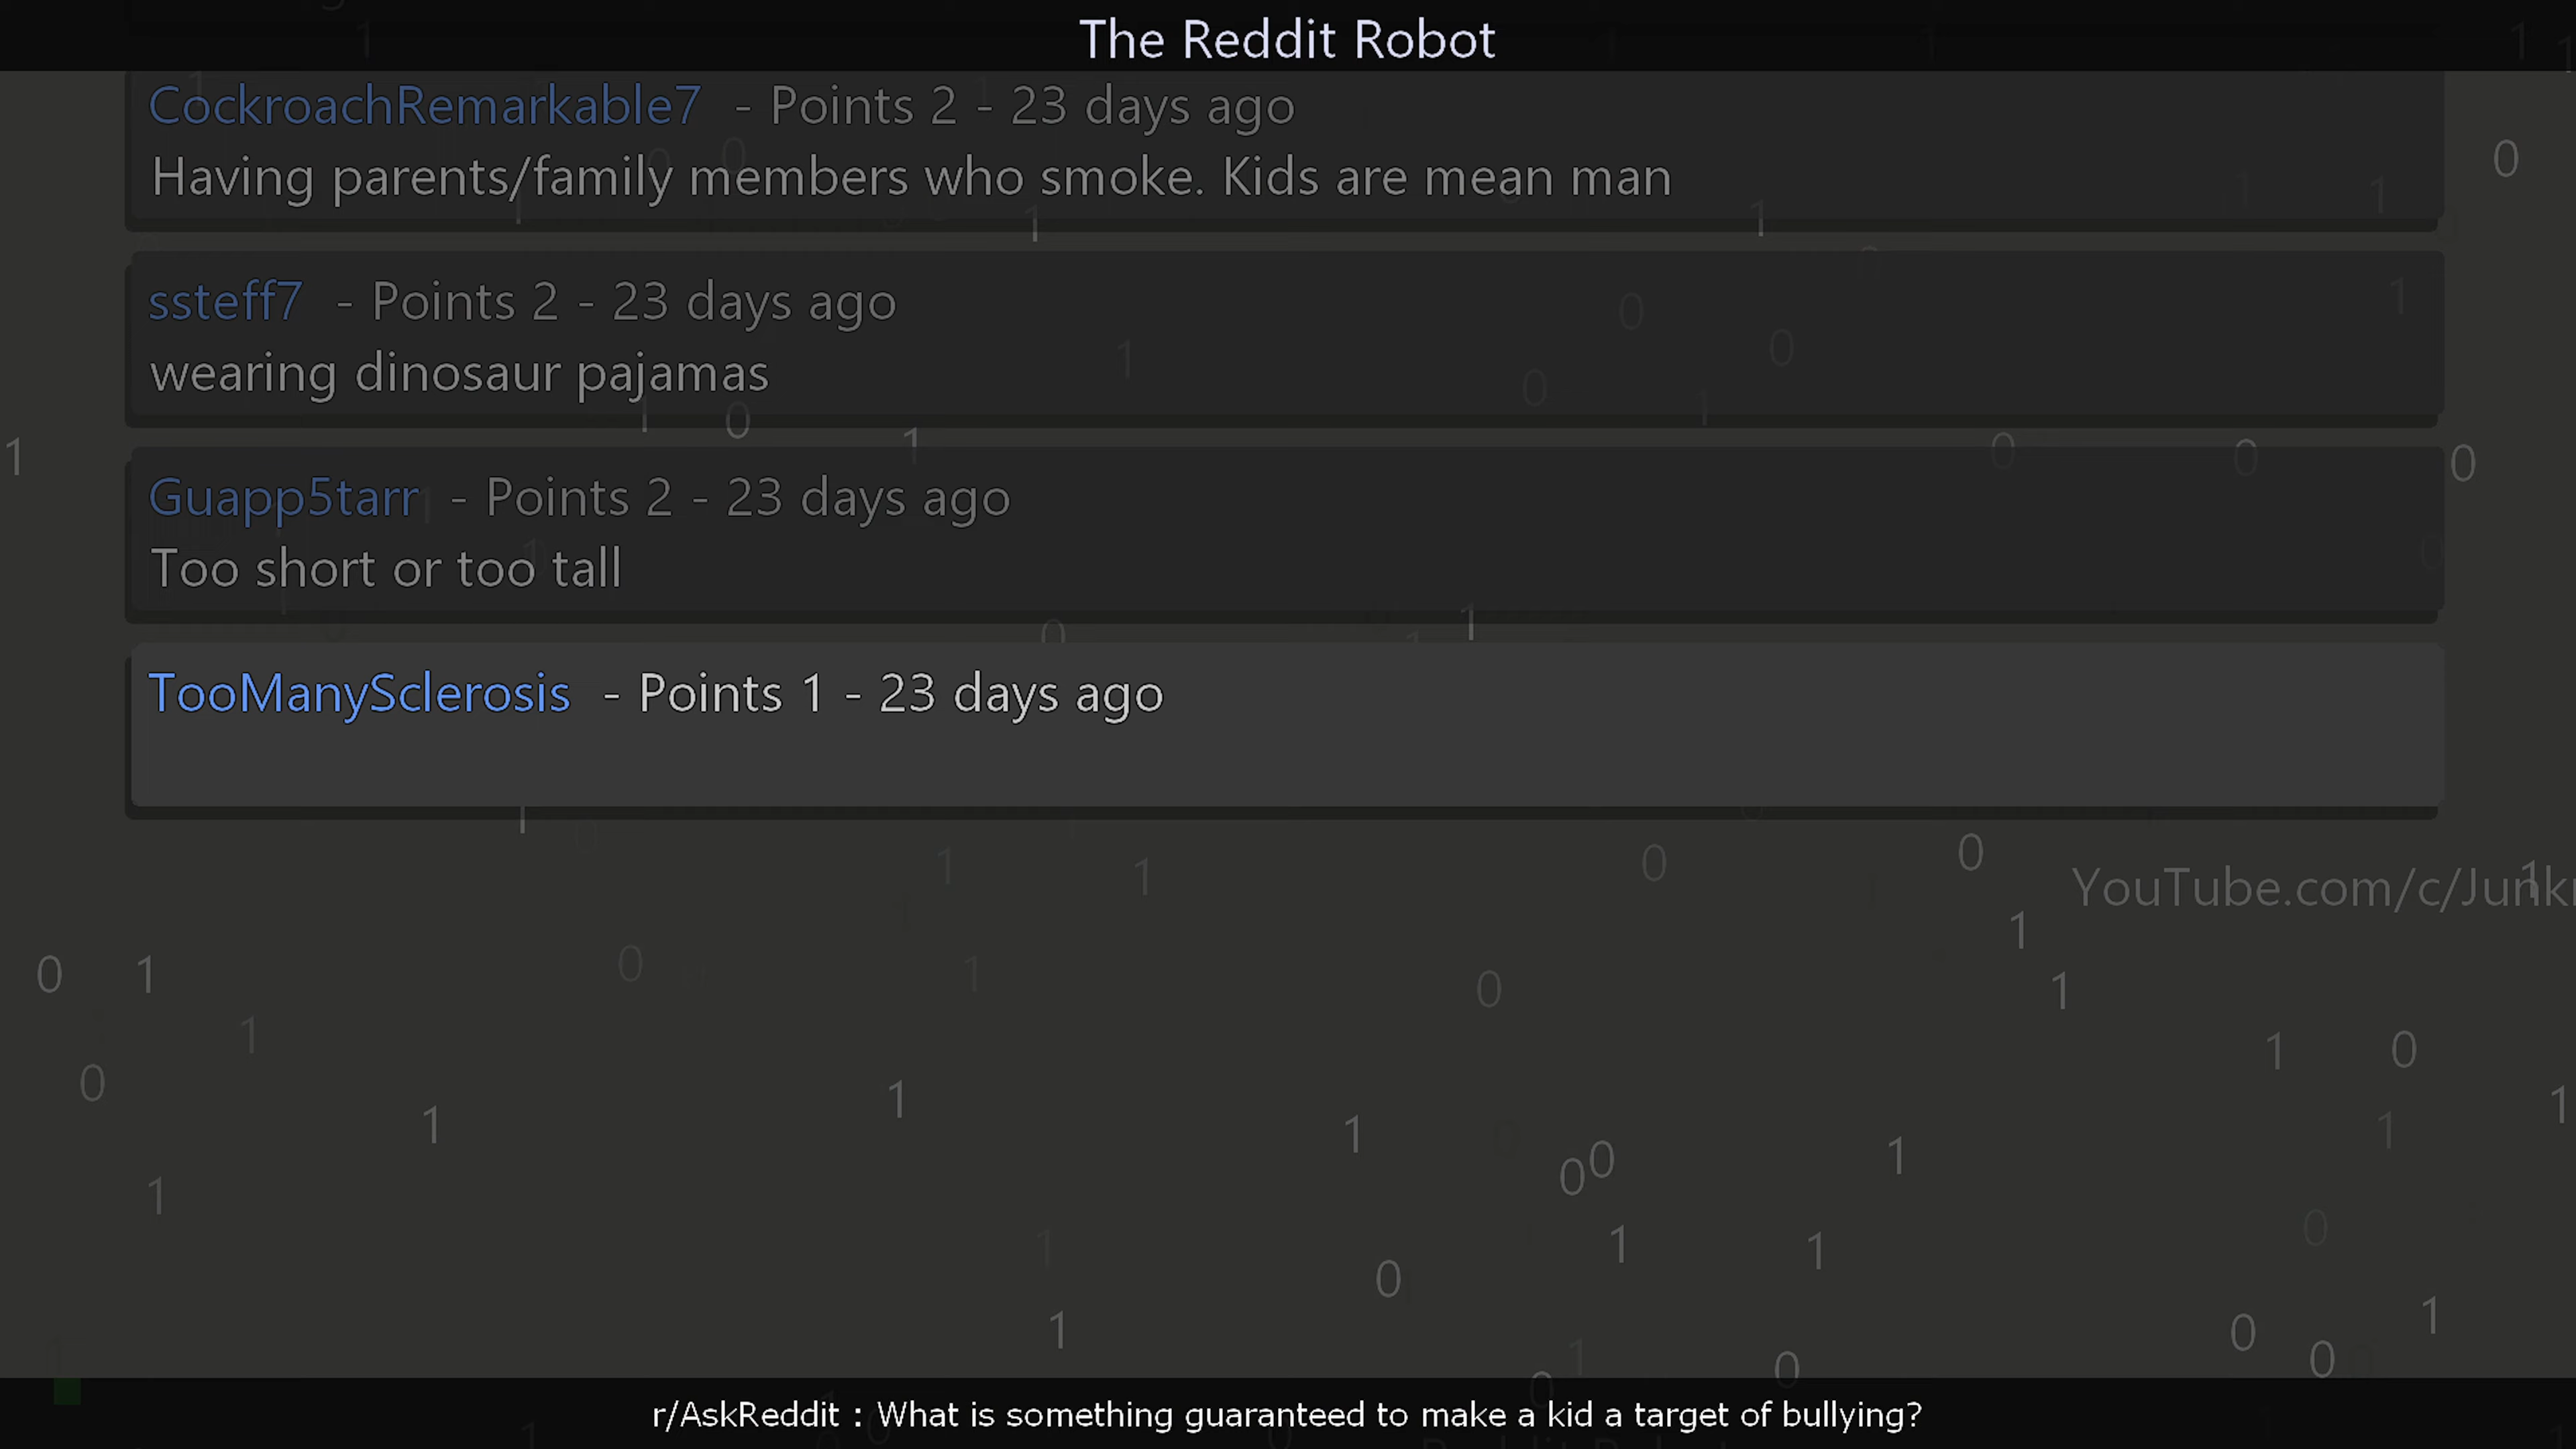 The Reddit Robot
CockroachRemarkable7 - Points 2 - 23 days ago
Having parents/family members who smoke. Kids are mean man
ssteff7 - Points 2 - 23 days ago
wearing dinosaur pajamas
Guapp5tarr - Points 2 - 23 days ago
Too short or too tall
TooManySclerosis - Points 1 - 23 days ago
YouTube.com/c/Junk
r/AskReddit : What is something guaranteed to make a kid a target of bullying?